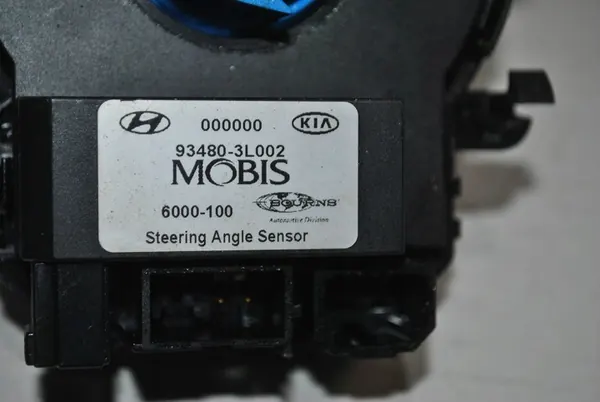 000000 KIA
93480-3L002
MOBIS
6000-100 BOURNS
Automotive Division
Steering Angle Sensor